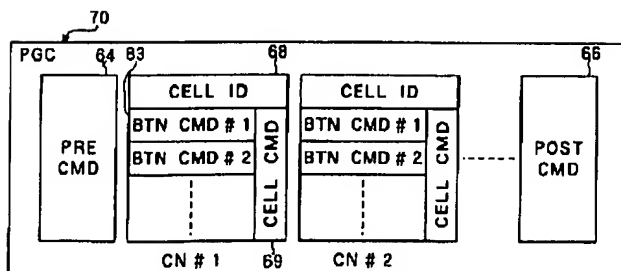 70
PGC 64 83 68 66
PRE CMD
CELL ID
BTN CMD # 1
BTN CMD # 2
CELL CMD
CELL ID
BTN CMD # 1
BTN CMD # 2
CELL CMD
POST CMD
CN # 1 69 CN # 2